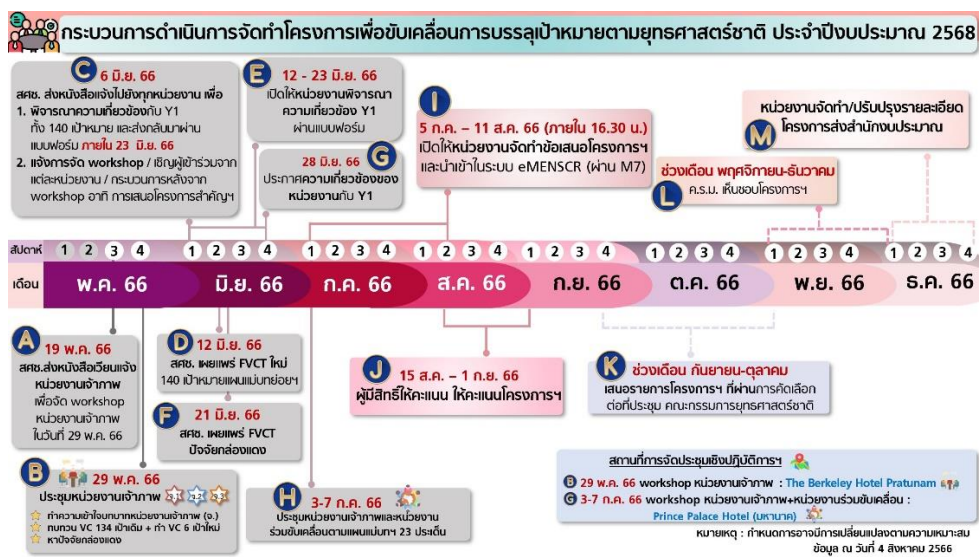 กระบวนการดำเนินการจัดทำโครงการเพื่อขับเคลื่อนการบรรลุเป้าหมายตามยุทธศาสตร์ชาติ ประจำปีงบประมาณ 2568
C 6 มิ.ย. 66
สศช. ส่งหนังสือแจ้งไปยังทุกหน่วยงาน เพื่อ
1. พิจารณาความเกี่ยวข้องกับ Y1
ทั้ง 140 เป้าหมาย และส่งกลับมาผ่าน
แบบฟอร์ม ภายใน 23 มิ.ย. 66
2. แจ้งการจัด workshop / เชิญผู้เข้าร่วมจาก
แต่ละหน่วยงาน / กระบวนการหลังจาก
workshop อาทิ การเสนอโครงการสำคัญฯ
E 12 - 23 มิ.ย. 66
เปิดให้หน่วยงานพิจารณา
ความเกี่ยวข้อง Y1
ผ่านแบบฟอร์ม
28 มิ.ย. 66 G
ประกาศความเกี่ยวข้องของ
หน่วยงานกับ Y1
I
5 ก.ค. – 11 ส.ค. 66 (ภายใน 16.30 น.)
เปิดให้หน่วยงานจัดทำข้อเสนอโครงการฯ
และนำเข้าในระบบ eMENSCR (ผ่าน M7)
หน่วยงานจัดทำ/ปรับปรุงรายละเอียด
M โครงการส่งสำนักงบประมาณ
ช่วงเดือน พฤศจิกายน-ธันวาคม
L ค.ร.ม. เห็นชอบโครงการฯ
สัปดาห์ 1 2 3 4 1 2 3 4 1 2 3 4 1 2 3 4 1 2 3 4 1 2 3 4 1 2 3 4 1 2 3 4
เดือน พ.ค. 66 มิ.ย. 66 ก.ค. 66 ส.ค. 66 ก.ย. 66 ต.ค. 66 พ.ย. 66 ธ.ค. 66
A 19 พ.ค. 66
สศช.ส่งหนังสือเวียนแจ้ง
หน่วยงานเจ้าภาพ
เพื่อจัด workshop
หน่วยงานเจ้าภาพ
ในวันที่ 29 พ.ค. 66
D 12 มิ.ย. 66
สศช. เผยแพร่ FVCT ใหม่
140 เป้าหมายแผนแม่บทย่อยฯ
F 21 มิ.ย. 66
สศช. เผยแพร่ FVCT
ปัจจัยกล่องแดง
B 29 พ.ค. 66
ประชุมหน่วยงานเจ้าภาพ
ทำความเข้าใจบทบาทหน่วยงานเจ้าภาพ (จ.)
ทบทวน VC 134 เป้าเดิม + ทำ VC 6 เป้าใหม่
หาปัจจัยกล่องแดง
H 3-7 ก.ค. 66
ประชุมหน่วยงานเจ้าภาพและหน่วยงาน
ร่วมขับเคลื่อนตามแผนแม่บทฯ 23 ประเด็น
J 15 ส.ค. – 1 ก.ย. 66
ผู้มีสิทธิ์ให้คะแนน ให้คะแนนโครงการฯ
K ช่วงเดือน กันยายน-ตุลาคม
เสนอรายการโครงการฯ ที่ผ่านการคัดเลือก
ต่อที่ประชุม คณะกรรมการยุทธศาสตร์ชาติ
สถานที่การจัดประชุมเชิงปฏิบัติการฯ
B 29 พ.ค. 66 workshop หน่วยงานเจ้าภาพ : The Berkeley Hotel Pratunam
G 3-7 ก.ค. 66 workshop หน่วยงานเจ้าภาพ+หน่วยงานร่วมขับเคลื่อน :
Prince Palace Hotel (มหานาค)
หมายเหตุ : กำหนดการอาจมีการเปลี่ยนแปลงตามความเหมาะสม
ข้อมูล ณ วันที่ 4 สิงหาคม 2566